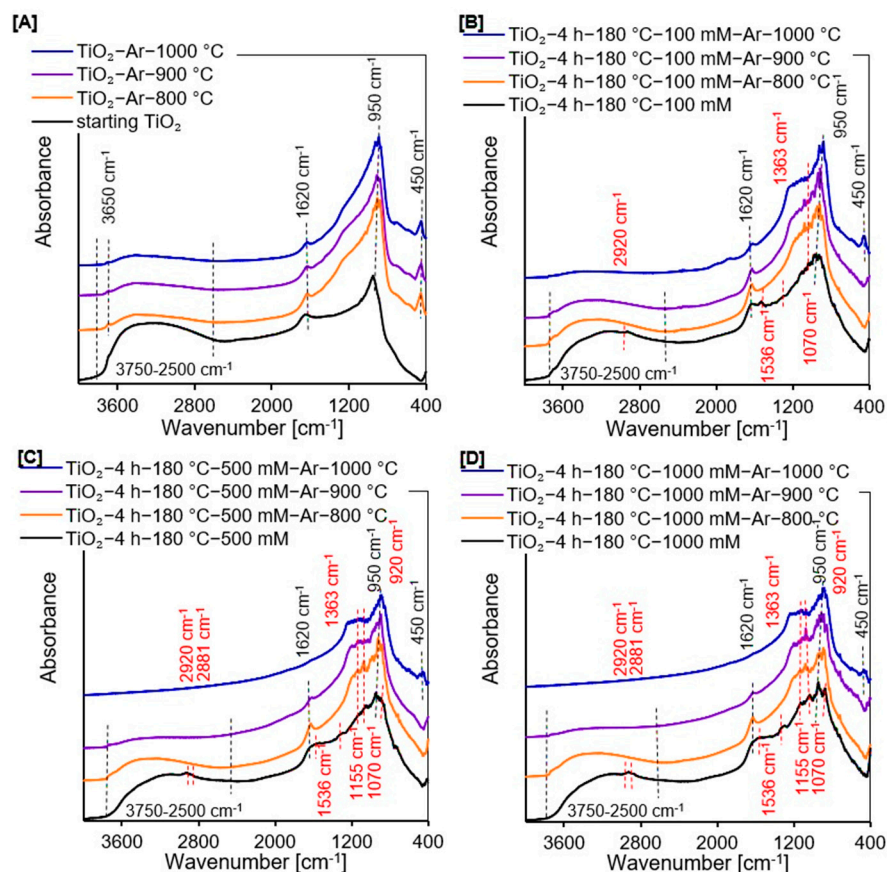 [A]
TiO₂−Ar−1000 °C
TiO₂−Ar−900 °C
TiO₂−Ar−800 °C
starting TiO₂
3650 cm⁻¹
1620 cm⁻¹
950 cm⁻¹
450 cm⁻¹
3750-2500 cm⁻¹
Absorbance
3600 2800 2000 1200 400
Wavenumber [cm⁻¹]
[B]
TiO₂−4 h−180 °C−100 mM−Ar−1000 °C
TiO₂−4 h−180 °C−100 mM−Ar−900 °C
TiO₂−4 h−180 °C−100 mM−Ar−800 °C
TiO₂−4 h−180 °C−100 mM
2920 cm⁻¹
1620 cm⁻¹
1363 cm⁻¹
950 cm⁻¹
450 cm⁻¹
1536 cm⁻¹
1070 cm⁻¹
3750-2500 cm⁻¹
Absorbance
3600 2800 2000 1200 400
Wavenumber [cm⁻¹]
[C]
TiO₂−4 h−180 °C−500 mM−Ar−1000 °C
TiO₂−4 h−180 °C−500 mM−Ar−900 °C
TiO₂−4 h−180 °C−500 mM−Ar−800 °C
TiO₂−4 h−180 °C−500 mM
2920 cm⁻¹
2881 cm⁻¹
1620 cm⁻¹
1363 cm⁻¹
950 cm⁻¹
920 cm⁻¹
450 cm⁻¹
1536 cm⁻¹
1155 cm⁻¹
1070 cm⁻¹
3750-2500 cm⁻¹
Absorbance
3600 2800 2000 1200 400
Wavenumber [cm⁻¹]
[D]
TiO₂−4 h−180 °C−1000 mM−Ar−1000 °C
TiO₂−4 h−180 °C−1000 mM−Ar−900 °C
TiO₂−4 h−180 °C−1000 mM−Ar−800 °C
TiO₂−4 h−180 °C−1000 mM
2920 cm⁻¹
2881 cm⁻¹
1620 cm⁻¹
1363 cm⁻¹
950 cm⁻¹
920 cm⁻¹
450 cm⁻¹
1536 cm⁻¹
1155 cm⁻¹
1070 cm⁻¹
3750-2500 cm⁻¹
Absorbance
3600 2800 2000 1200 400
Wavenumber [cm⁻¹]